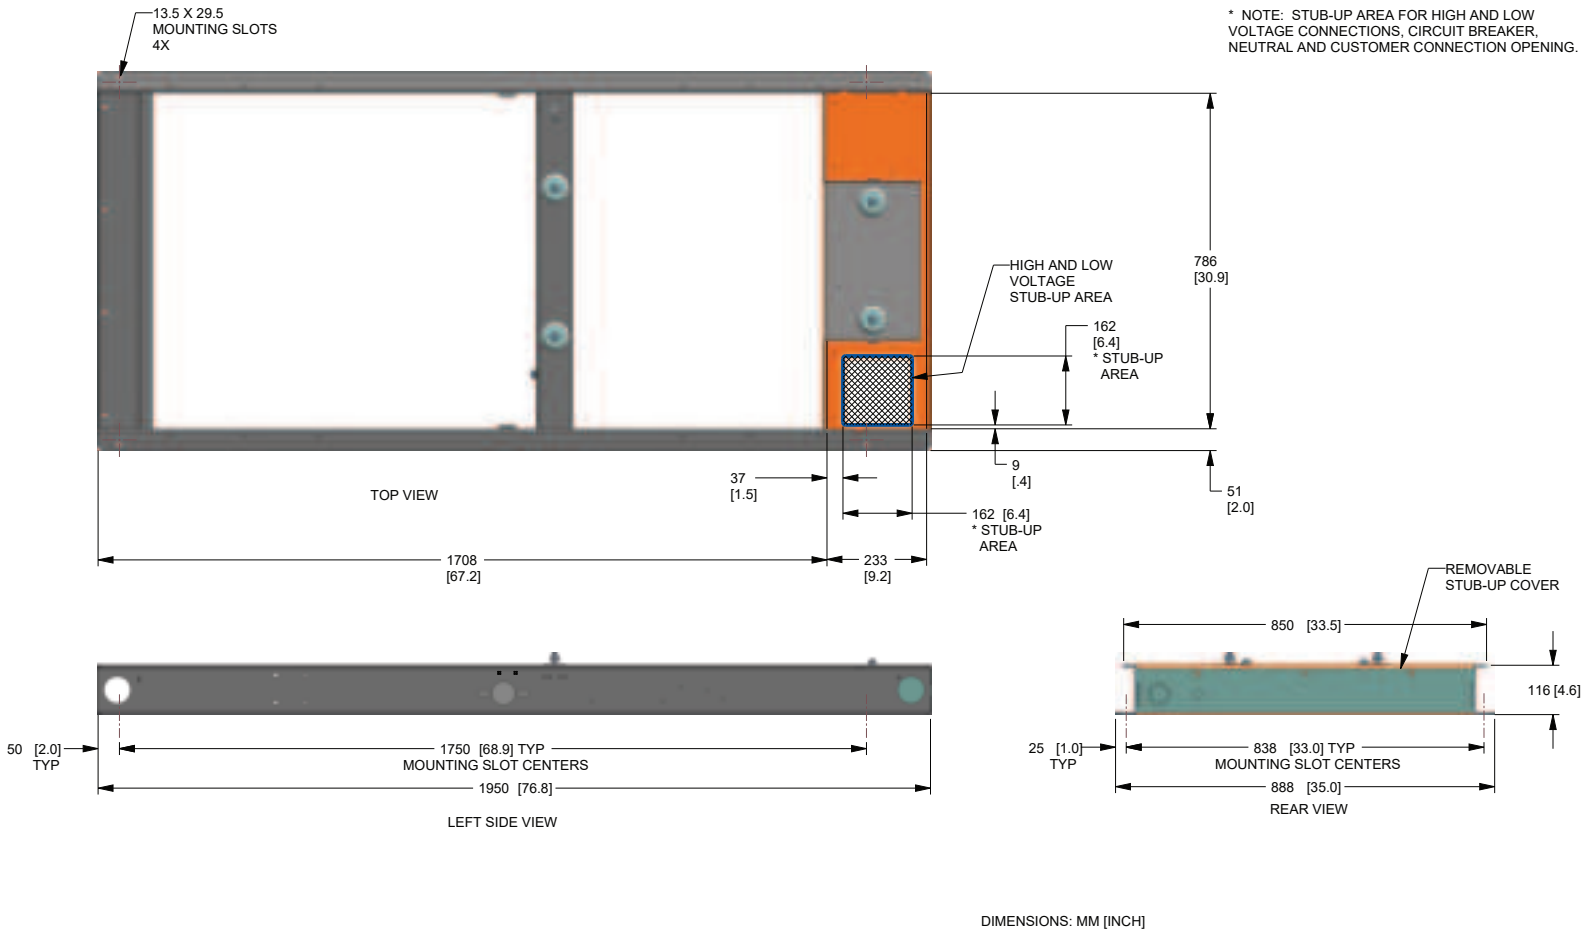 13.5 X 29.5
MOUNTING SLOTS
4X
* NOTE: STUB-UP AREA FOR HIGH AND LOW
VOLTAGE CONNECTIONS, CIRCUIT BREAKER,
NEUTRAL AND CUSTOMER CONNECTION OPENING.
HIGH AND LOW
VOLTAGE
STUB-UP AREA
786
[30.9]
162
[6.4]
* STUB-UP
AREA
9
[.4]
37
[1.5]
51
[2.0]
162 [6.4]
* STUB-UP
AREA
TOP VIEW
1708
[67.2]
233
[9.2]
REMOVABLE
STUB-UP COVER
850 [33.5]
116 [4.6]
50 [2.0]
TYP
1750 [68.9] TYP
MOUNTING SLOT CENTERS
1950 [76.8]
LEFT SIDE VIEW
25 [1.0]
TYP
838 [33.0] TYP
MOUNTING SLOT CENTERS
888 [35.0]
REAR VIEW
DIMENSIONS: MM [INCH]